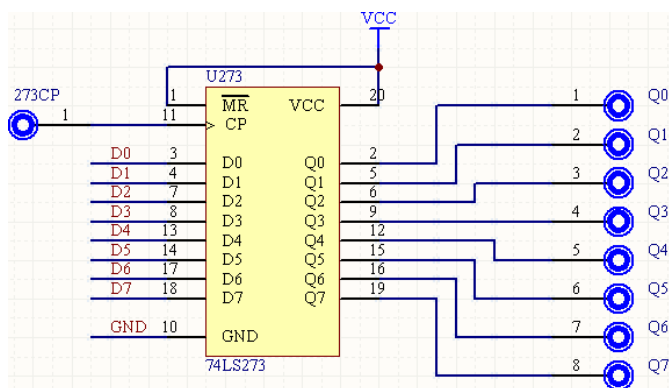 VCC
U273
273CP
1
1
MR
VCC
20
1
Q0
11
CP
2
Q1
D0
3
D0
Q0
2
D1
4
D1
Q1
5
3
Q2
D2
7
D2
Q2
6
D3
8
D3
Q3
9
4
Q3
D4
13
D4
Q4
12
5
Q4
D5
14
D5
Q5
15
D6
17
D6
Q6
16
6
Q5
D7
18
D7
Q7
19
7
Q6
GND
10
GND
74LS273
8
Q7